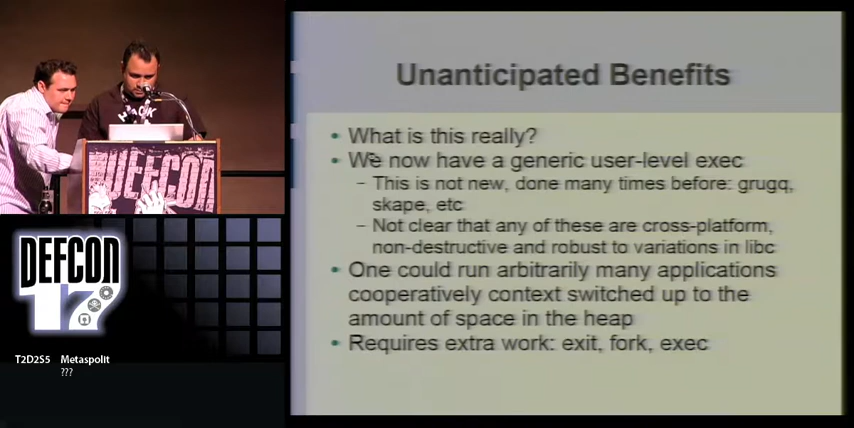 Unanticipated Benefits
• What is this really?
• We now have a generic user-level exec
– This is not new, done many times before: grugq,
skape, etc
– Not clear that any of these are cross-platform,
non-destructive and robust to variations in libc
• One could run arbitrarily many applications
cooperatively context switched up to the
amount of space in the heap
• Requires extra work: exit, fork, exec
DEFCON
DEFCON
17
T2D2S5 Metasploit
???